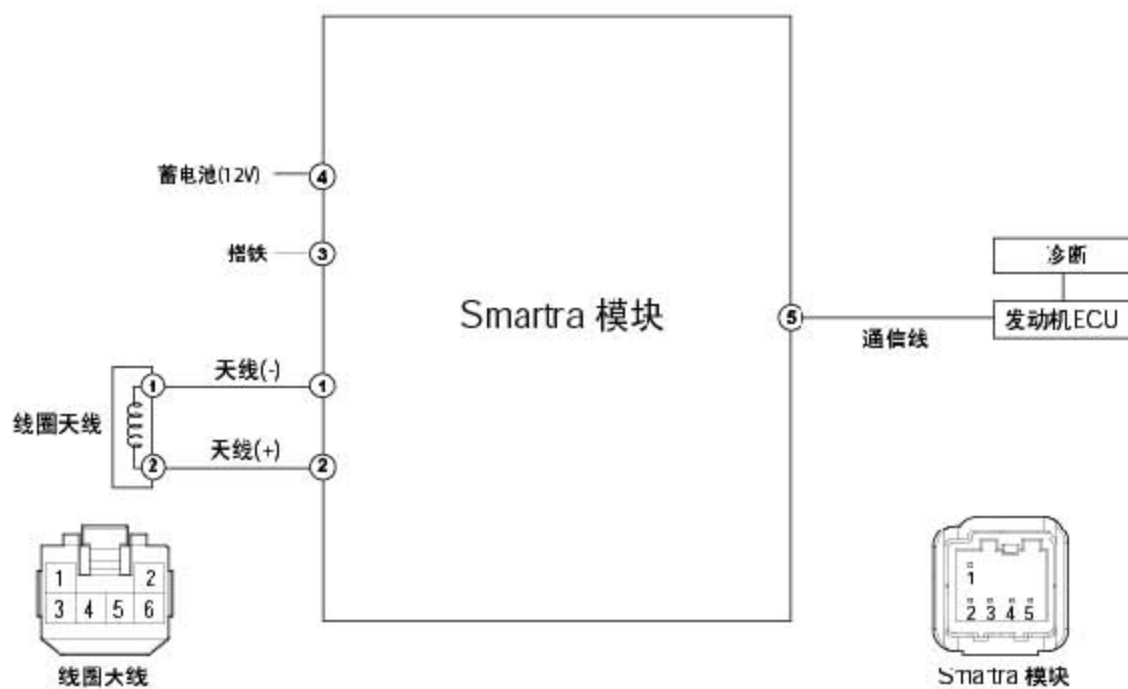 蓄电池(12V)
4
搭铁
3
诊断
Smartra 模块
5
发动机ECU
通信线
线圈天线
1
天线(-)
1
2
天线(+)
2
1 2
3 4 5 6
线圈天线
1
2 3 4 5
Smartra 模块